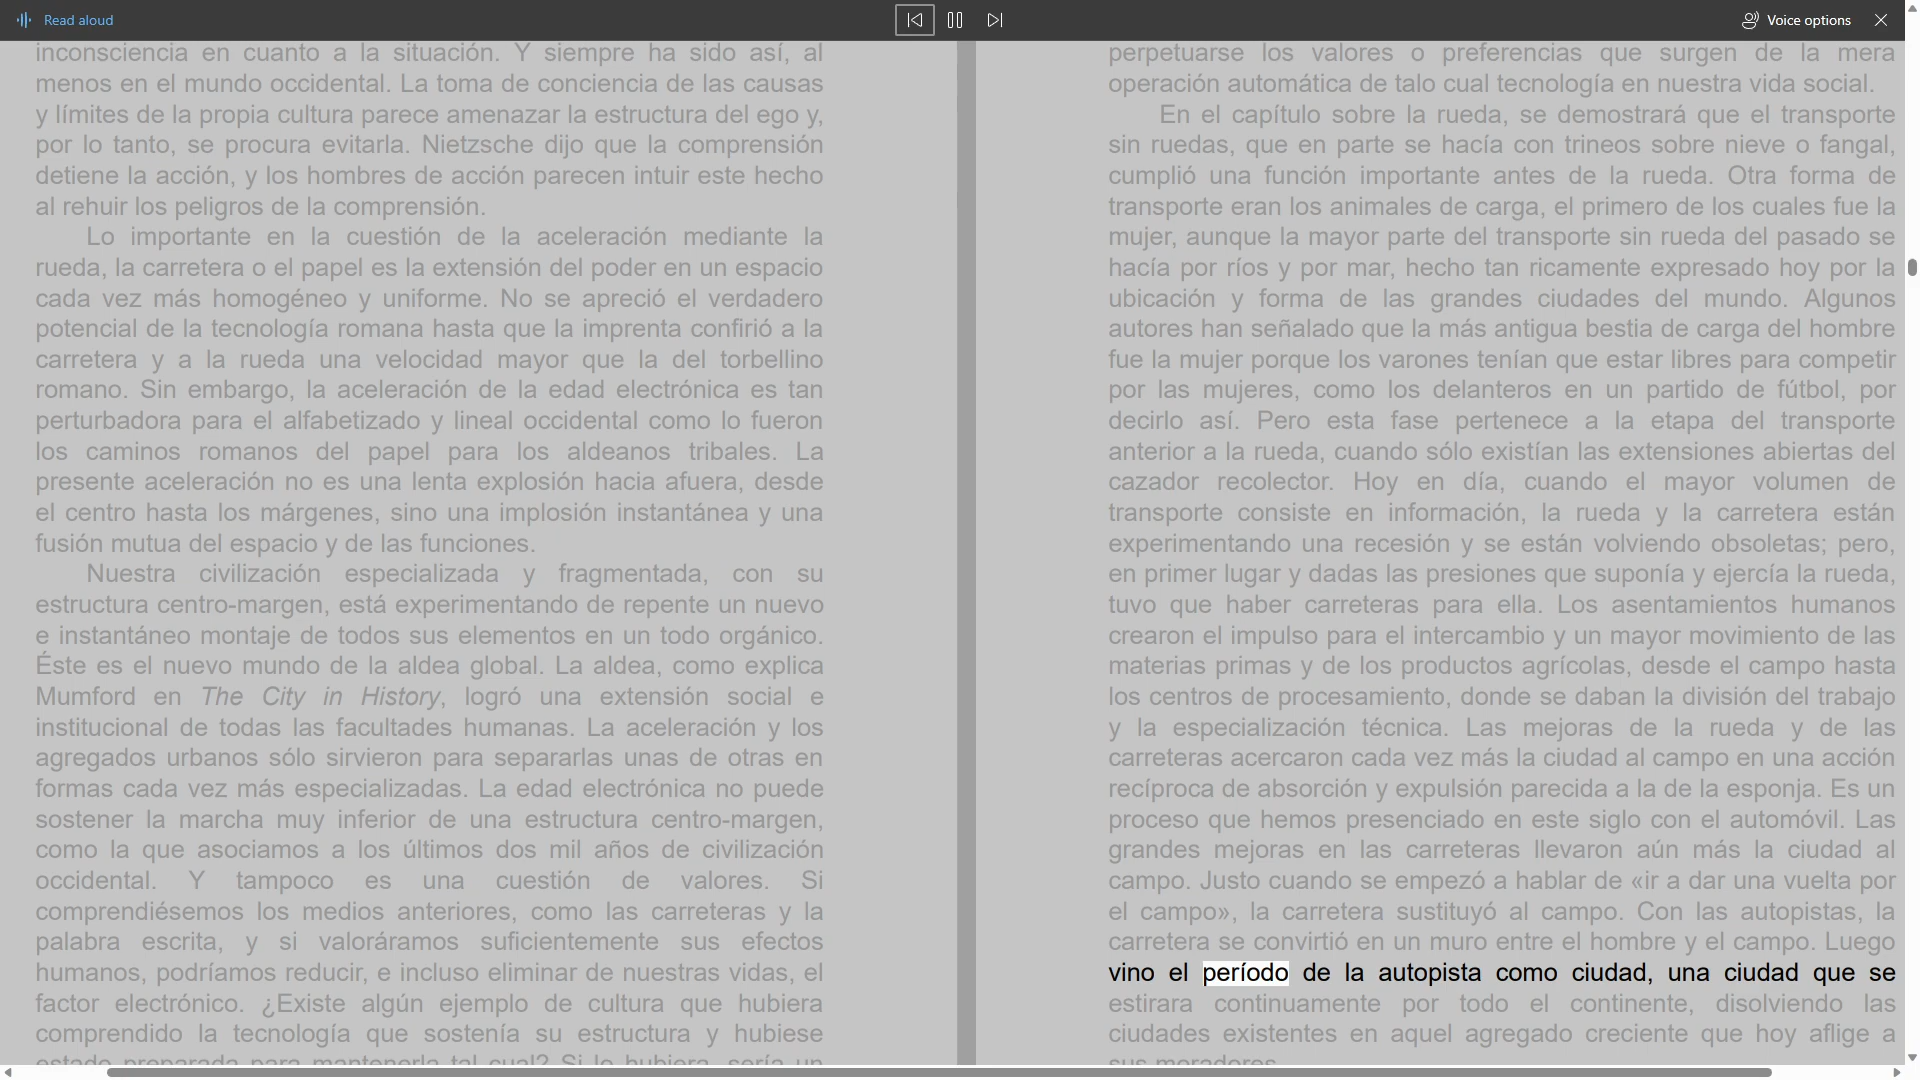 Read aloud
Voice options
inconsciencia en cuanto a la situación. Y siempre ha sido así, al
menos en el mundo occidental. La toma de conciencia de las causas
y límites de la propia cultura parece amenazar la estructura del ego y,
por lo tanto, se procura evitarla. Nietzsche dijo que la comprensión
detiene la acción, y los hombres de acción parecen intuir este hecho
al rehuir los peligros de la comprensión.
Lo importante en la cuestión de la aceleración mediante la
rueda, la carretera o el papel es la extensión del poder en un espacio
cada vez más homogéneo y uniforme. No se apreció el verdadero
potencial de la tecnología romana hasta que la imprenta confirió a la
carretera y a la rueda una velocidad mayor que la del torbellino
romano. Sin embargo, la aceleración de la edad electrónica es tan
perturbadora para el alfabetizado y lineal occidental como lo fueron
los caminos romanos del papel para los aldeanos tribales. La
presente aceleración no es una lenta explosión hacia afuera, desde
el centro hasta los márgenes, sino una implosión instantánea y una
fusión mutua del espacio y de las funciones.
Nuestra civilización especializada y fragmentada, con su
estructura centro-margen, está experimentando de repente un nuevo
e instantáneo montaje de todos sus elementos en un todo orgánico.
Éste es el nuevo mundo de la aldea global. La aldea, como explica
Mumford en The City in History, logró una extensión social e
institucional de todas las facultades humanas. La aceleración y los
agregados urbanos sólo sirvieron para separarlas unas de otras en
formas cada vez más especializadas. La edad electrónica no puede
sostener la marcha muy inferior de una estructura centro-margen,
como la que asociamos a los últimos dos mil años de civilización
occidental. Y tampoco es una cuestión de valores. Si
comprendiésemos los medios anteriores, como las carreteras y la
palabra escrita, y si valoráramos suficientemente sus efectos
humanos, podríamos reducir, e incluso eliminar de nuestras vidas, el
factor electrónico. ¿Existe algún ejemplo de cultura que hubiera
comprendido la tecnología que sostenía su estructura y hubiese
estado preparada para mantenerla tal cual? Si lo hubiera, sería un
perpetuarse los valores o preferencias que surgen de la mera
operación automática de talo cual tecnología en nuestra vida social.
En el capítulo sobre la rueda, se demostrará que el transporte
sin ruedas, que en parte se hacía con trineos sobre nieve o fangal,
cumplió una función importante antes de la rueda. Otra forma de
transporte eran los animales de carga, el primero de los cuales fue la
mujer, aunque la mayor parte del transporte sin rueda del pasado se
hacía por ríos y por mar, hecho tan ricamente expresado hoy por la
ubicación y forma de las grandes ciudades del mundo. Algunos
autores han señalado que la más antigua bestia de carga del hombre
fue la mujer porque los varones tenían que estar libres para competir
por las mujeres, como los delanteros en un partido de fútbol, por
decirlo así. Pero esta fase pertenece a la etapa del transporte
anterior a la rueda, cuando sólo existían las extensiones abiertas del
cazador recolector. Hoy en día, cuando el mayor volumen de
transporte consiste en información, la rueda y la carretera están
experimentando una recesión y se están volviendo obsoletas; pero,
en primer lugar y dadas las presiones que suponía y ejercía la rueda,
tuvo que haber carreteras para ella. Los asentamientos humanos
crearon el impulso para el intercambio y un mayor movimiento de las
materias primas y de los productos agrícolas, desde el campo hasta
los centros de procesamiento, donde se daban la división del trabajo
y la especialización técnica. Las mejoras de la rueda y de las
carreteras acercaron cada vez más la ciudad al campo en una acción
recíproca de absorción y expulsión parecida a la de la esponja. Es un
proceso que hemos presenciado en este siglo con el automóvil. Las
grandes mejoras en las carreteras llevaron aún más la ciudad al
campo. Justo cuando se empezó a hablar de «ir a dar una vuelta por
el campo», la carretera sustituyó al campo. Con las autopistas, la
carretera se convirtió en un muro entre el hombre y el campo. Luego
vino el período de la autopista como ciudad, una ciudad que se
estirara continuamente por todo el continente, disolviendo las
ciudades existentes en aquel agregado creciente que hoy aflige a
sus moradores.